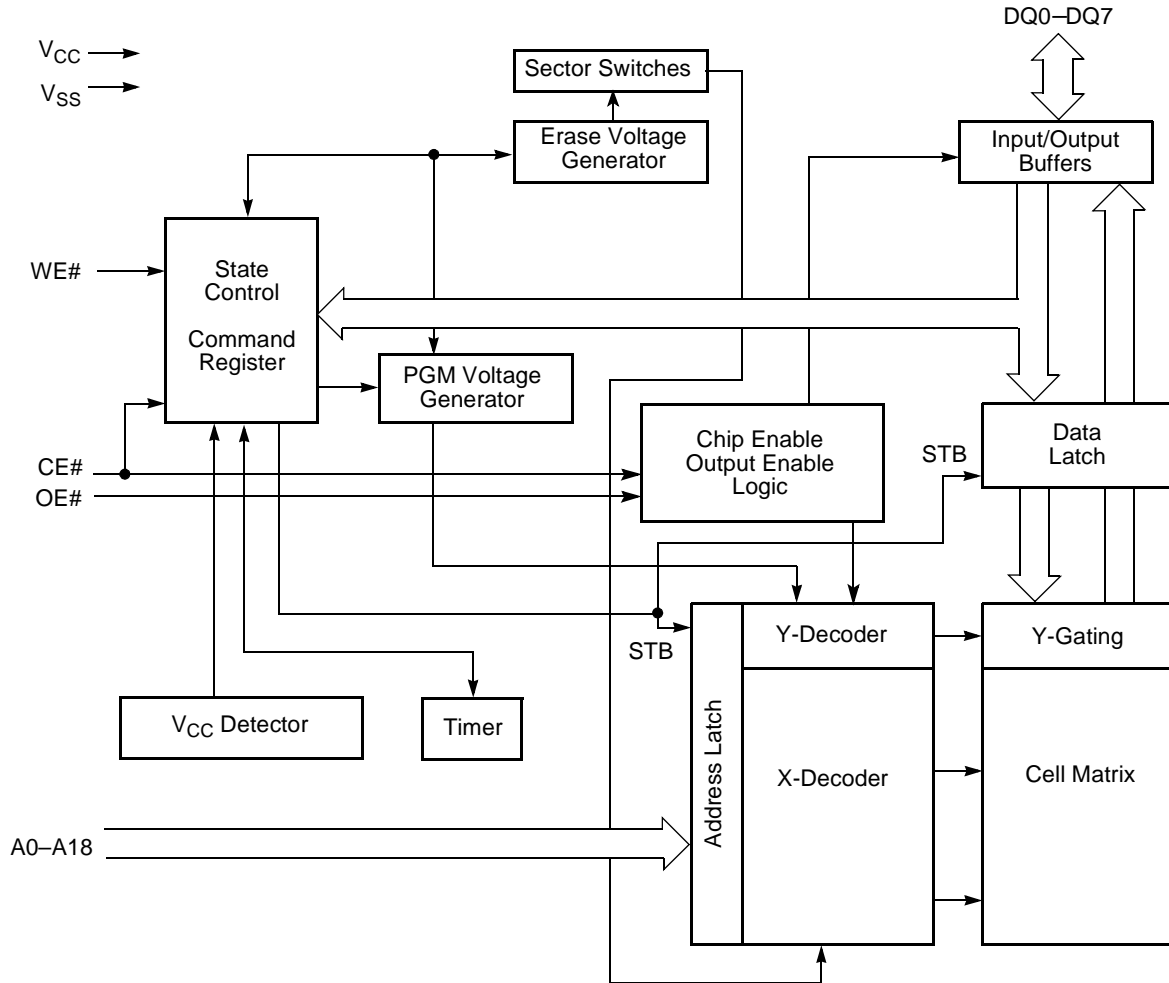 DQ0–DQ7
VCC
VSS
Sector Switches
Erase Voltage
Generator
Input/Output
Buffers
WE#
State
Control
Command
Register
PGM Voltage
Generator
Chip Enable
Output Enable
Logic
Data
Latch
STB
CE#
OE#
STB
Y-Decoder
Y-Gating
VCC Detector
Timer
Address Latch
X-Decoder
Cell Matrix
A0–A18